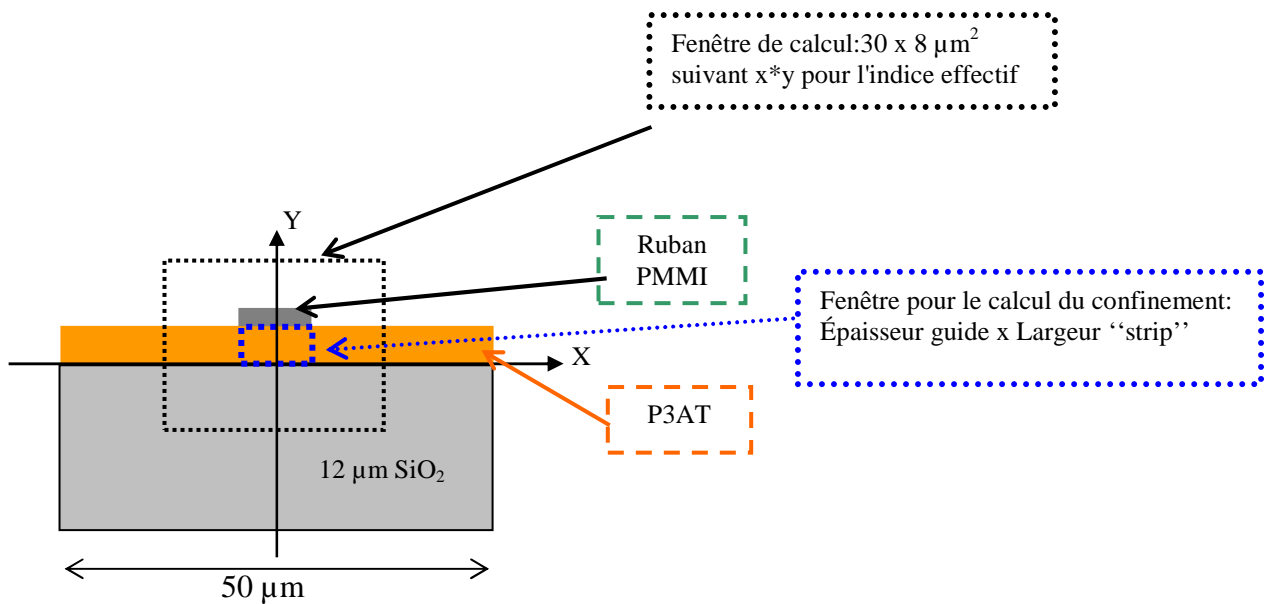 Fenêtre de calcul:30 x 8 µm²
suivant x*y pour l'indice effectif
Y
Ruban
PMMI
Fenêtre pour le calcul du confinement:
Épaisseur guide x Largeur ‘‘strip’’
X
P3AT
12 µm SiO₂
50 µm